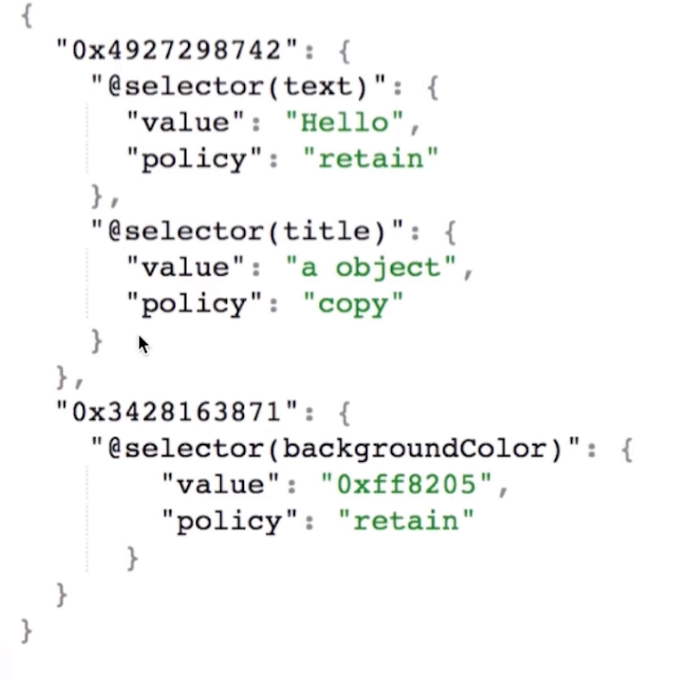 {
  "0x4927298742": {
    "@selector(text)": {
      "value": "Hello",
      "policy": "retain"
    },
    "@selector(title)": {
      "value": "a object",
      "policy": "copy"
    }
  },
  "0x3428163871": {
    "@selector(backgroundColor)": {
        "value": "0xff8205",
        "policy": "retain"
      }
  }
}